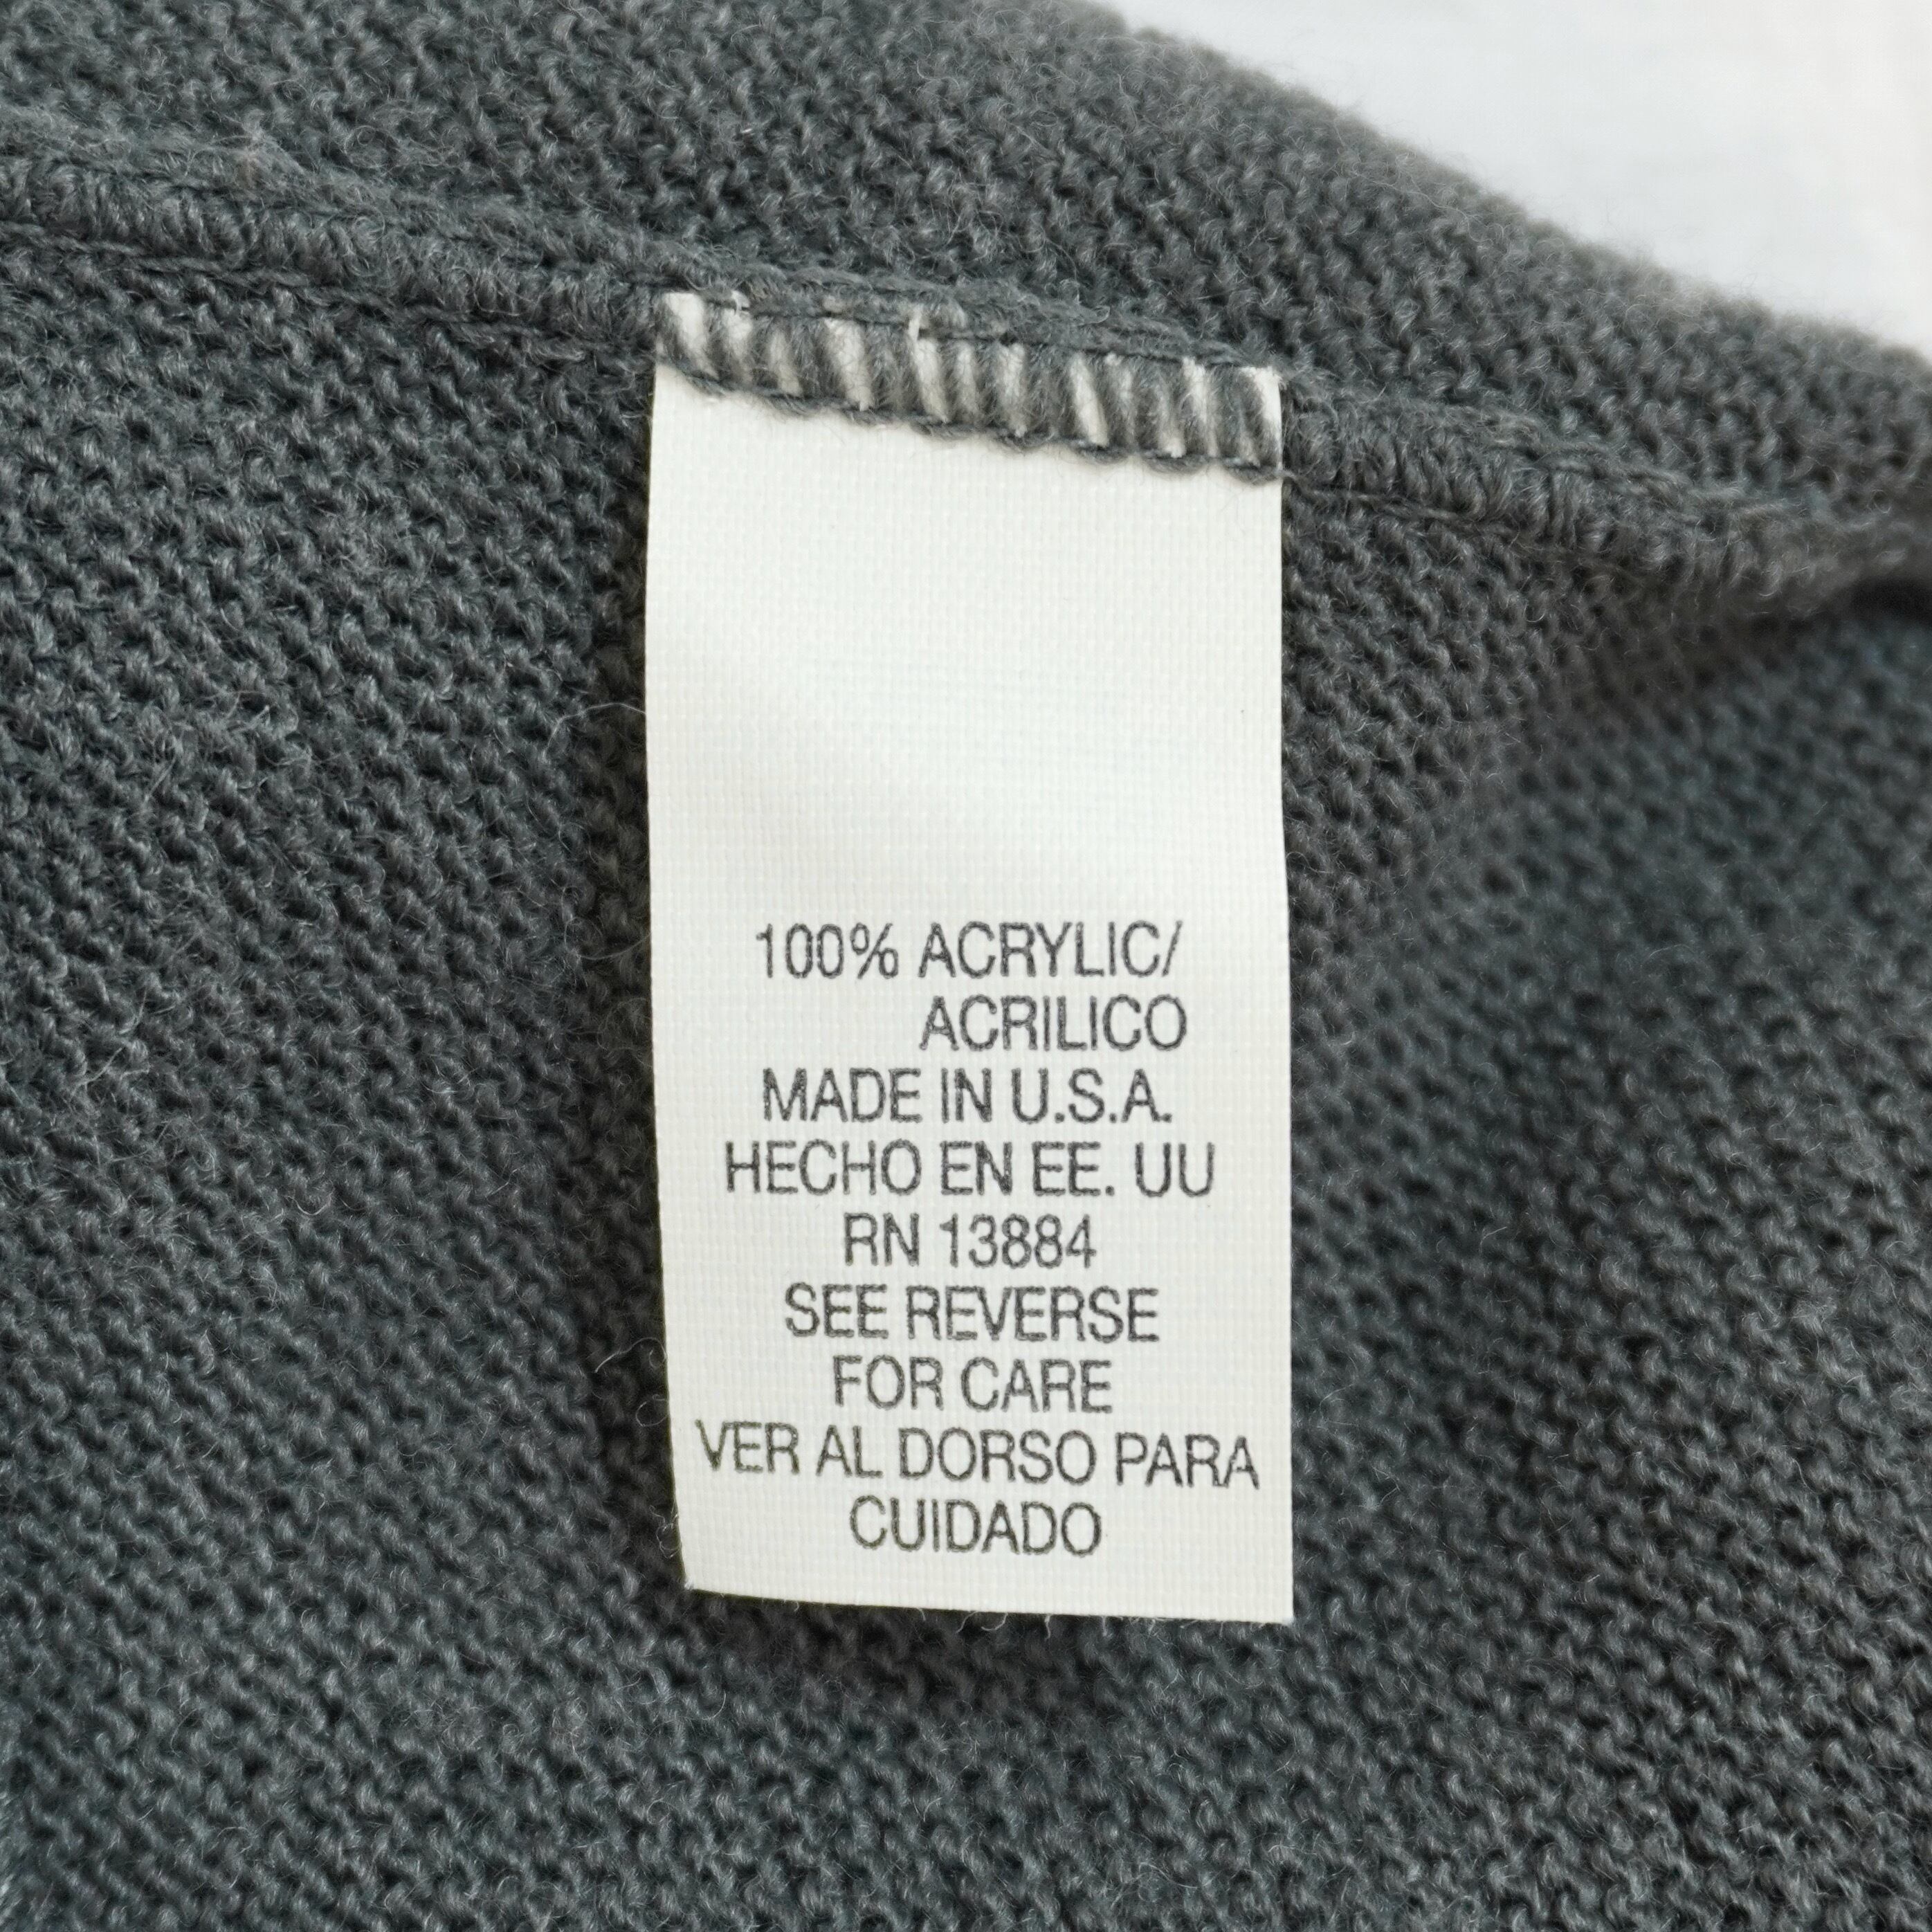 100% ACRYLIC/
ACRILICO
MADE IN U.S.A.
HECHO EN EE. UU
RN 13884
SEE REVERSE
FOR CARE
VER AL DORSO PARA
CUIDADO